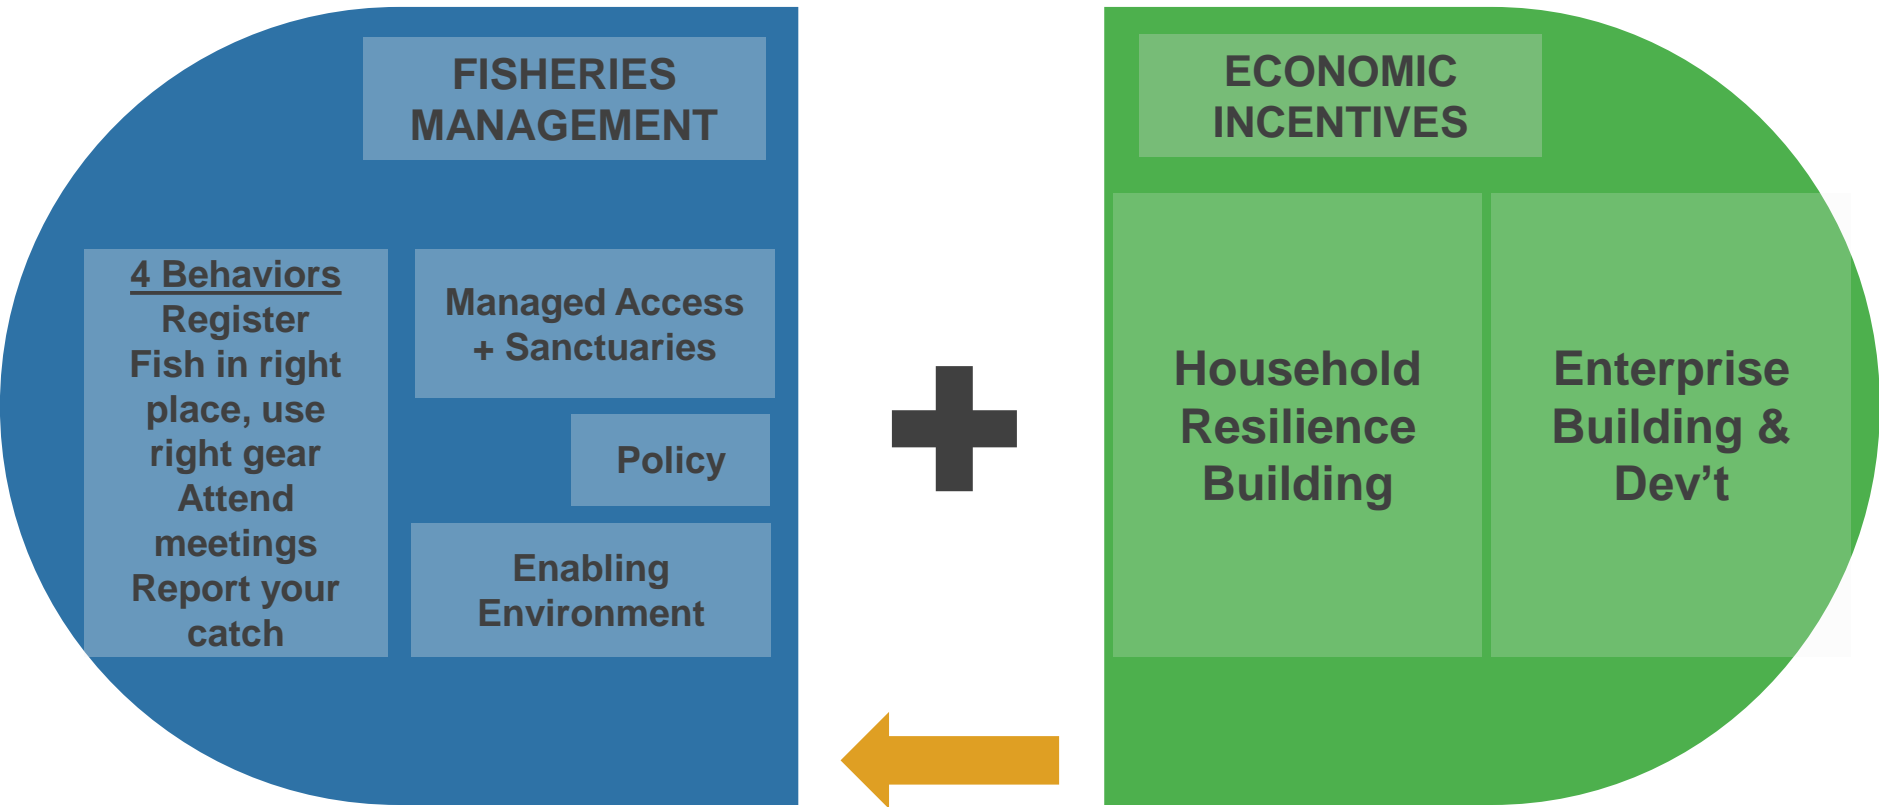 FISHERIES
MANAGEMENT
4 Behaviors
Register
Fish in right
place, use
right gear
Attend
meetings
Report your
catch
Managed Access
+ Sanctuaries
Policy
Enabling
Environment
ECONOMIC
INCENTIVES
Household
Resilience
Building
Enterprise
Building &
Dev’t